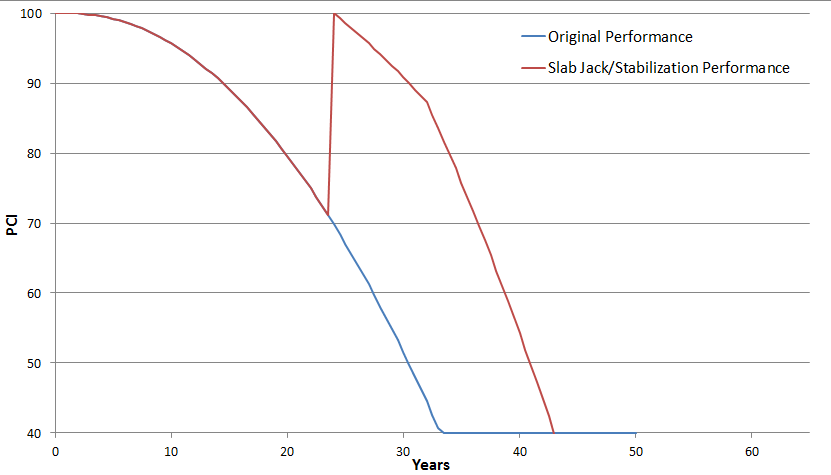 100
Original Performance
Slab Jack/Stabilization Performance
90
80
70
PCI
60
50
40
0 10 20 30 40 50 60
Years